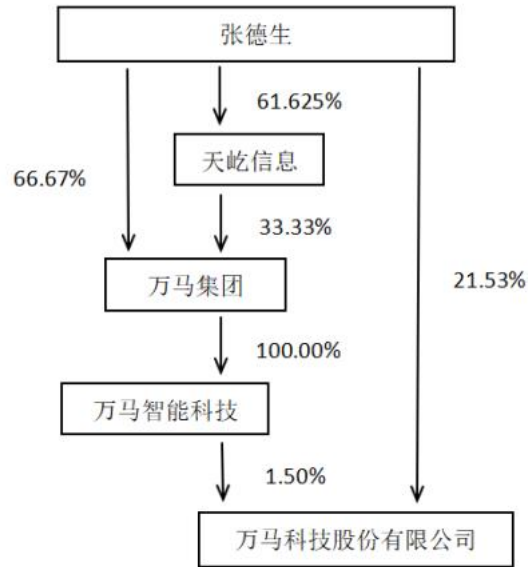 张德生
61.625%
天屹信息
66.67%
33.33%
万马集团
21.53%
100.00%
万马智能科技
1.50%
万马科技股份有限公司